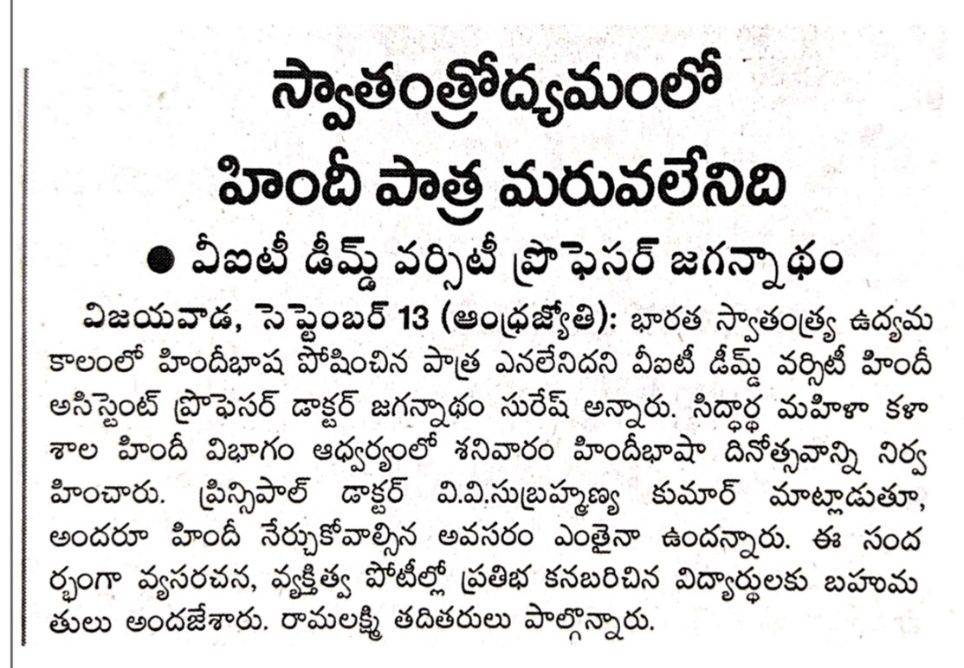 స్వాతంత్రోద్యమంలో
హిందీ పాత్ర మరువలేనిది
● వీఐటీ డీమ్డ్ వర్సిటీ ప్రొఫెసర్ జగన్నాథం
విజయవాడ, సెప్టెంబర్ 13 (ఆంధ్రజ్యోతి): భారత స్వాతంత్ర్య ఉద్యమ
కాలంలో హిందీభాష పోషించిన పాత్ర ఎనలేనిదని వీఐటీ డీమ్డ్ వర్సిటీ హిందీ
అసిస్టెంట్ ప్రొఫెసర్ డాక్టర్ జగన్నాథం సురేష్ అన్నారు. సిద్ధార్థ మహిళా కళా
శాల హిందీ విభాగం ఆధ్వర్యంలో శనివారం హిందీభాషా దినోత్సవాన్ని నిర్వ
హించారు. ప్రిన్సిపాల్ డాక్టర్ వి.వి.సుబ్రహ్మణ్య కుమార్ మాట్లాడుతూ,
అందరూ హిందీ నేర్చుకోవాల్సిన అవసరం ఎంతైనా ఉందన్నారు. ఈ సంద
ర్భంగా వ్యసరచన, వ్యక్తిత్వ పోటీల్లో ప్రతిభ కనబరిచిన విద్యార్థులకు బహుమ
తులు అందజేశారు. రామలక్ష్మి తదితరులు పాల్గొన్నారు.